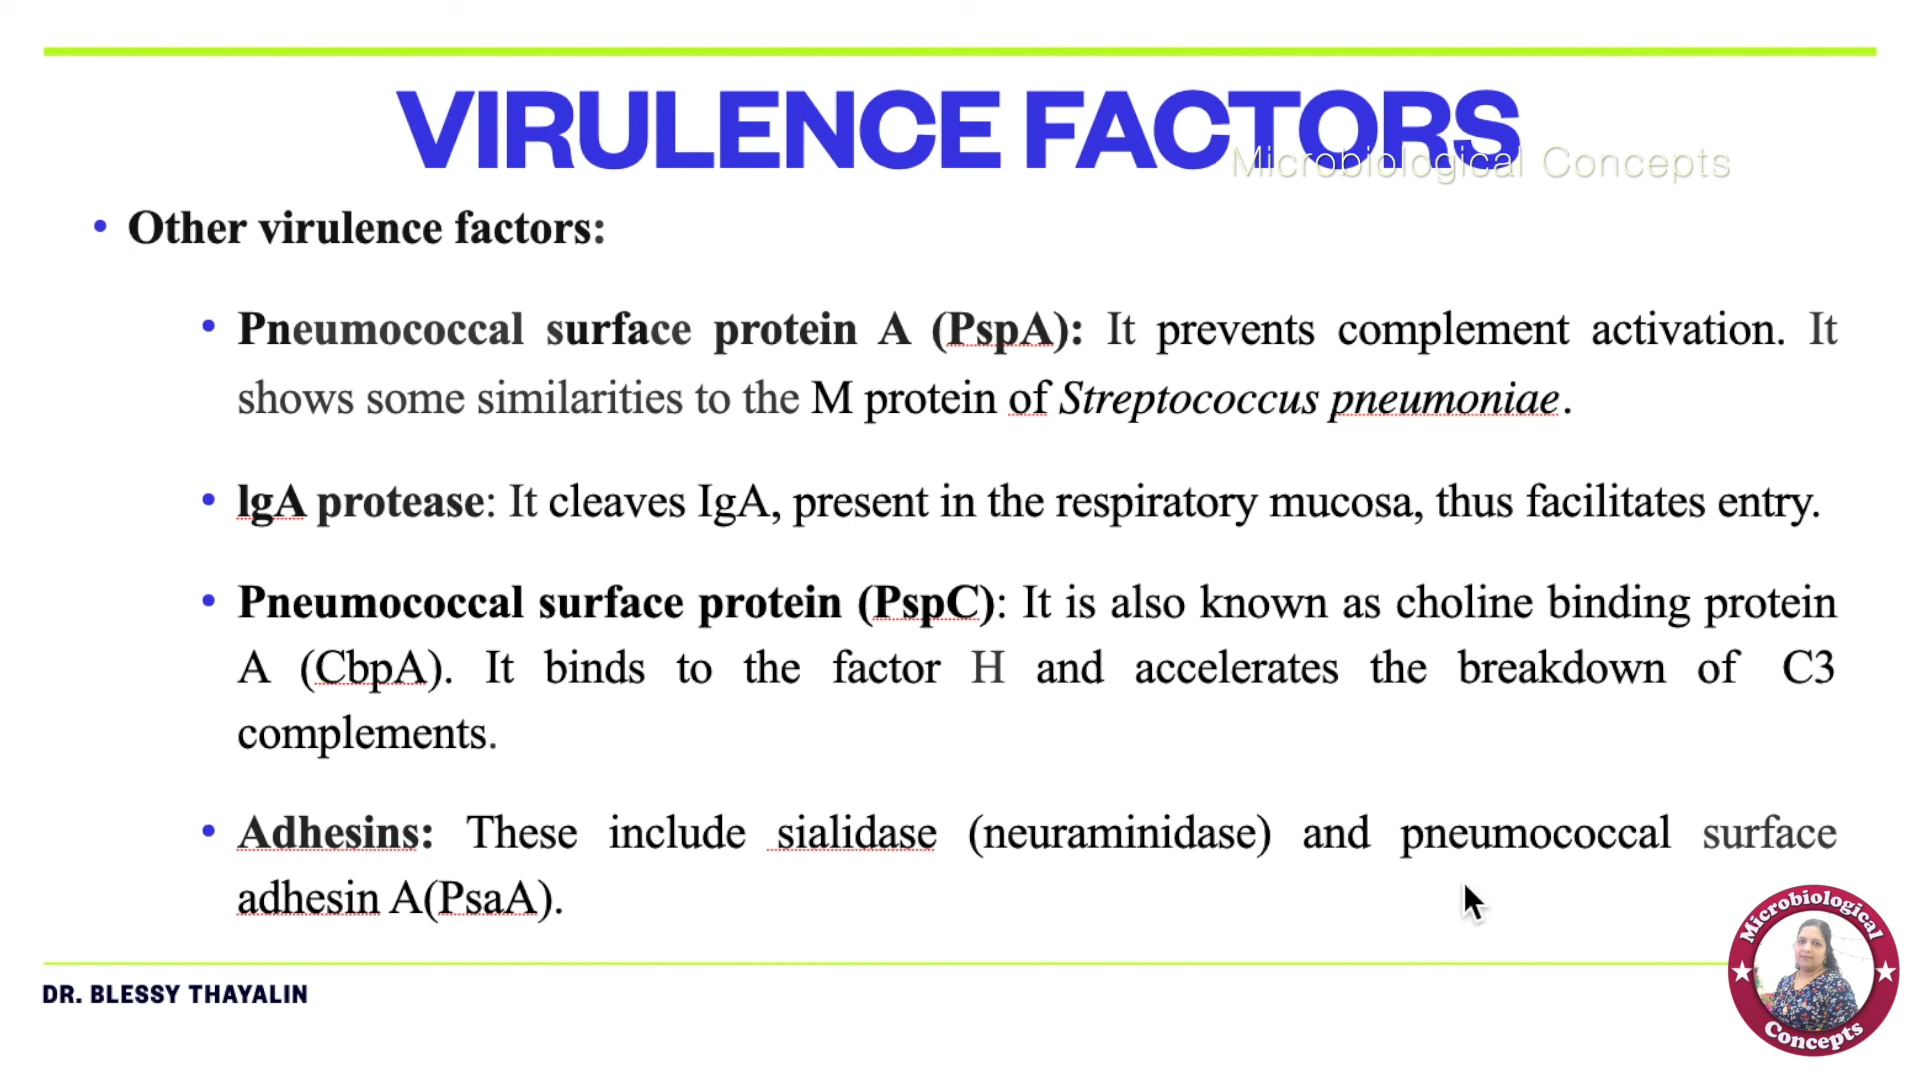 VIRULENCE FACTORS
Microbiological Concepts
• Other virulence factors:
• Pneumococcal surface protein A (PspA): It prevents complement activation. It
shows some similarities to the M protein of Streptococcus pneumoniae.
• lgA protease: It cleaves IgA, present in the respiratory mucosa, thus facilitates entry.
• Pneumococcal surface protein (PspC): It is also known as choline binding protein
A (CbpA). It binds to the factor H and accelerates the breakdown of C3
complements.
• Adhesins: These include sialidase (neuraminidase) and pneumococcal surface
adhesin A(PsaA).
DR. BLESSY THAYALIN
Microbiological
Concepts